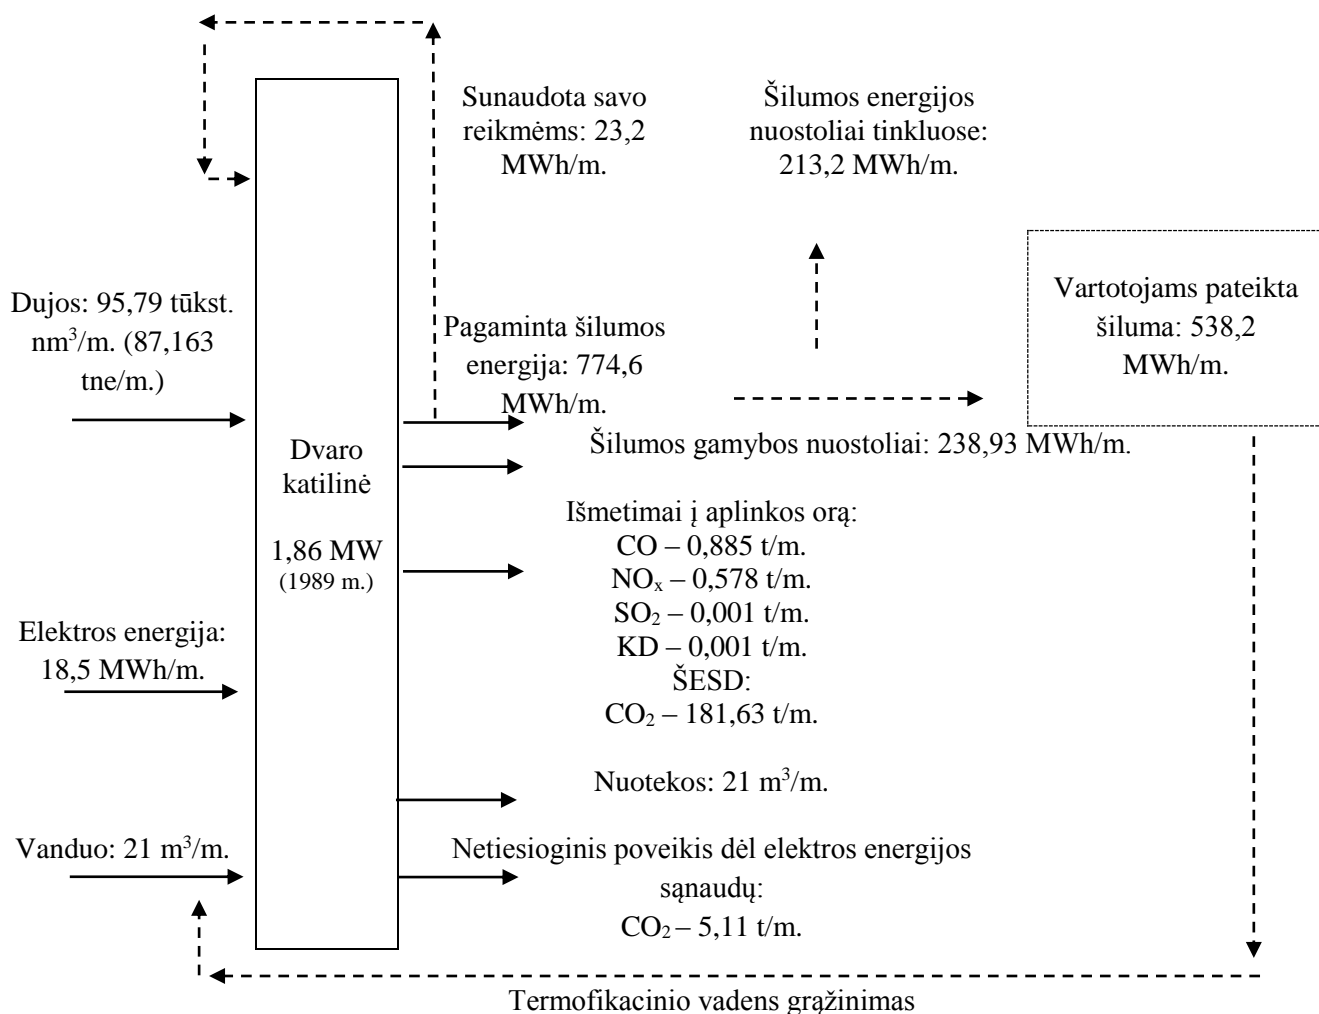 Sunaudota savo
reikmėms: 23,2
MWh/m.
Šilumos energijos
nuostoliai tinkluose:
213,2 MWh/m.
Dujos: 95,79 tūkst.
nm³/m. (87,163
tne/m.)
Pagaminta šilumos
energija: 774,6
MWh/m.
Vartotojams pateikta
šiluma: 538,2
MWh/m.
Dvaro
katilinė
1,86 MW
(1989 m.)
Šilumos gamybos nuostoliai: 238,93 MWh/m.
Išmetimai į aplinkos orą:
CO – 0,885 t/m.
NOₓ – 0,578 t/m.
SO₂ – 0,001 t/m.
KD – 0,001 t/m.
ŠESD:
CO₂ – 181,63 t/m.
Elektros energija:
18,5 MWh/m.
Nuotekos: 21 m³/m.
Vanduo: 21 m³/m.
Netiesioginis poveikis dėl elektros energijos
sąnaudų:
CO₂ – 5,11 t/m.
Termofikacinio vadens grąžinimas